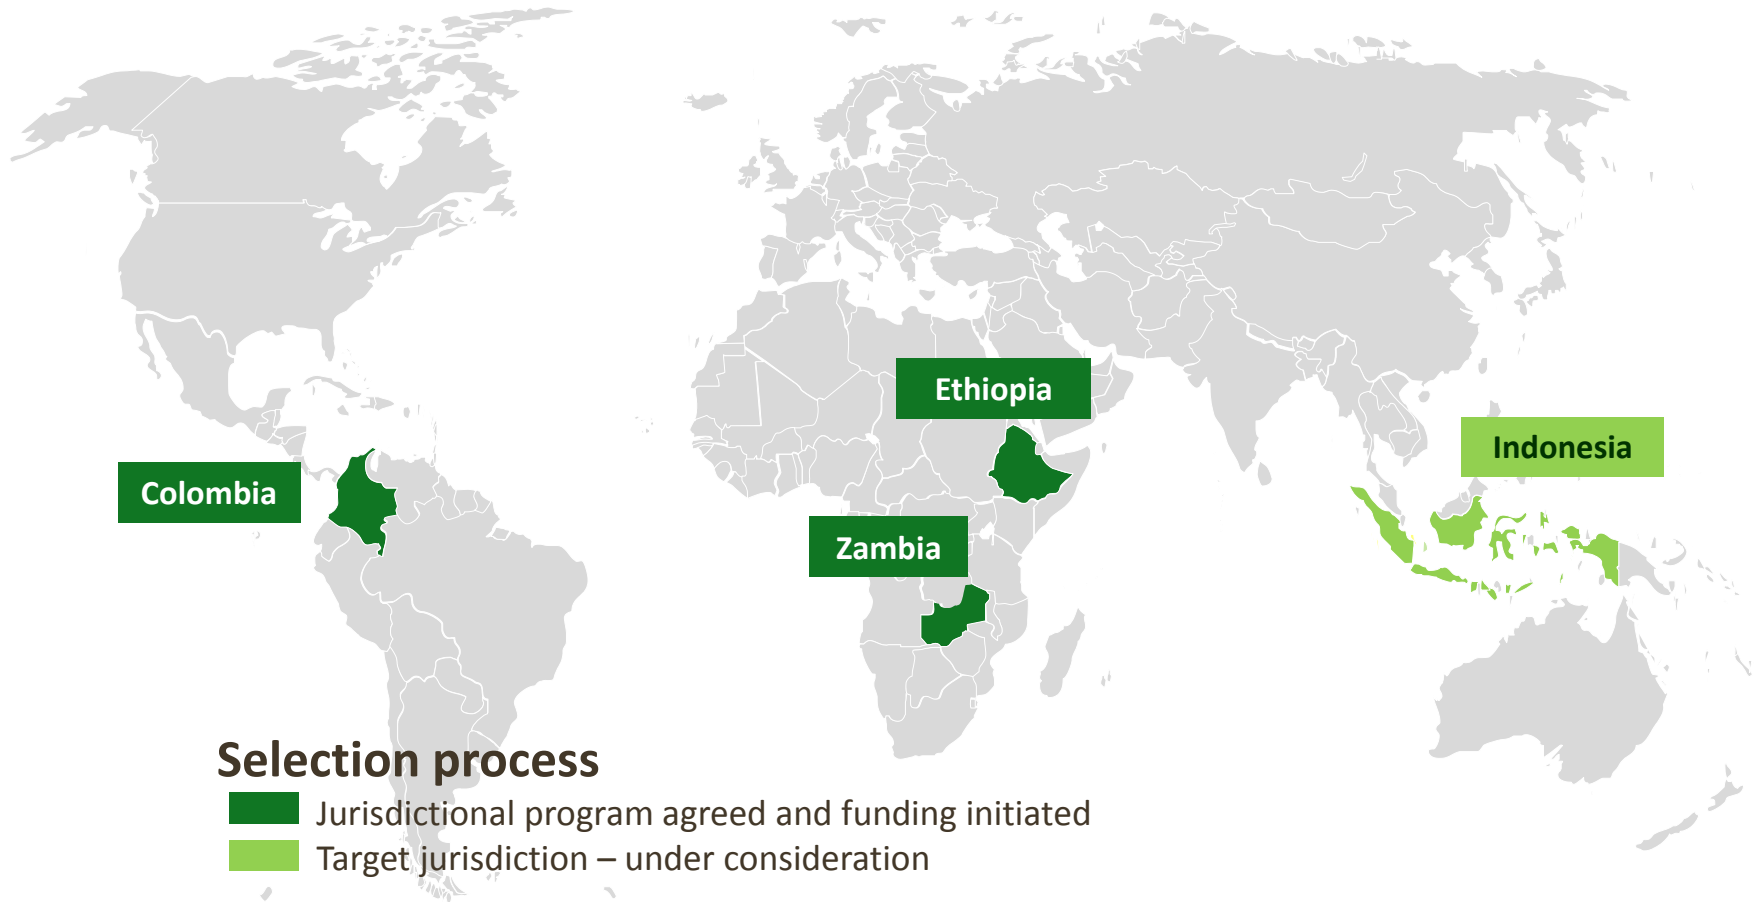 Ethiopia
Indonesia
Colombia
Zambia
Selection process
Jurisdictional program agreed and funding initiated
Target jurisdiction – under consideration